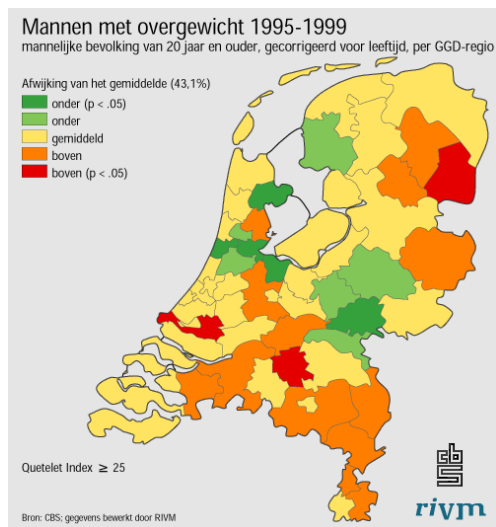 Mannen met overgewicht 1995-1999
mannelijke bevolking van 20 jaar en ouder, gecorrigeerd voor leeftijd, per GGD-regio
Afwijking van het gemiddelde (43,1%)
onder (p < .05)
onder
gemiddeld
boven
boven (p < .05)
Quetelet Index ≥ 25
cbs
Bron: CBS; gegevens bewerkt door RIVM
rivm